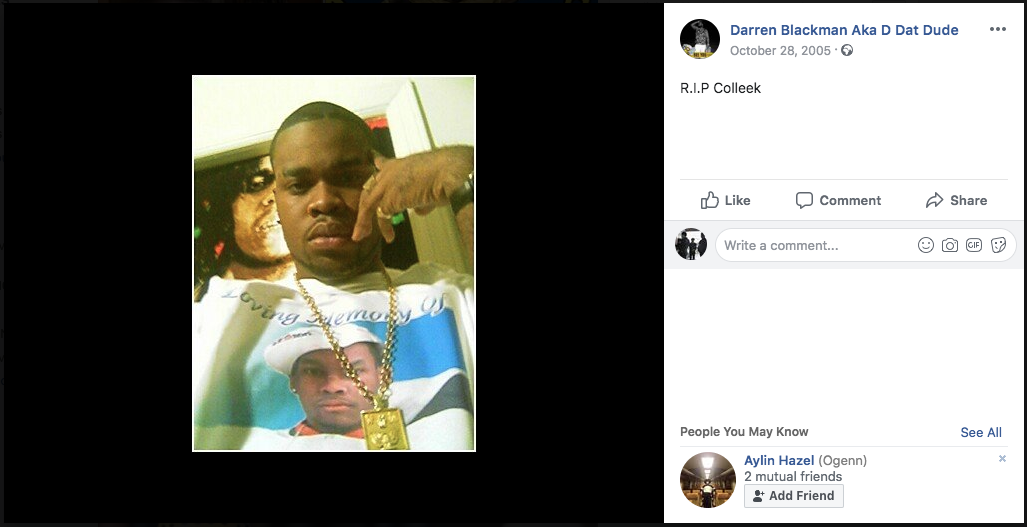 Loving Memory Of
Darren Blackman Aka D Dat Dude
October 28, 2005 ·
R.I.P Colleek
Like
Comment
Share
Write a comment...
GIF
People You May Know
See All
Aylin Hazel (Ogenn)
2 mutual friends
Add Friend